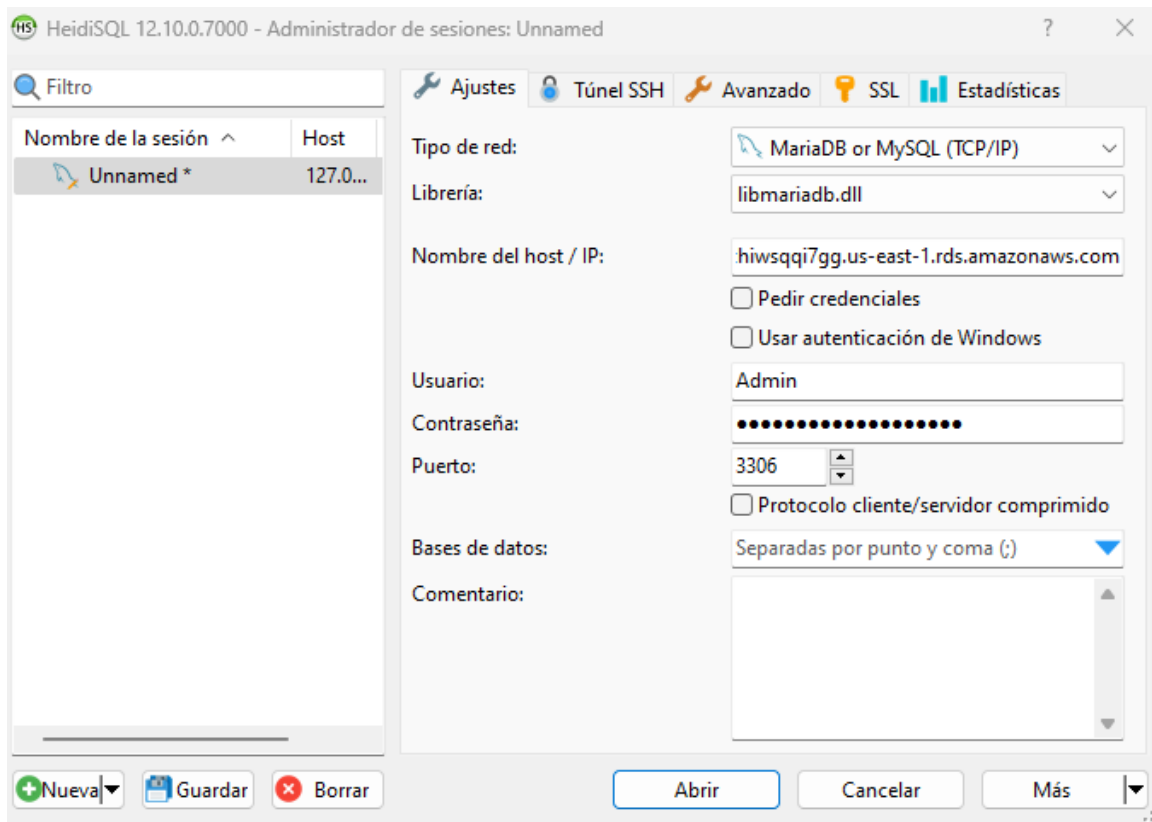 HS HeidiSQL 12.10.0.7000 - Administrador de sesiones: Unnamed ?
Filtro
Nombre de la sesión Host
Unnamed * 127.0...
Ajustes Túnel SSH Avanzado SSL Estadísticas
Tipo de red: MariaDB or MySQL (TCP/IP)
Librería: libmariadb.dll
Nombre del host / IP: :hiwsqqi7gg.us-east-1.rds.amazonaws.com
Pedir credenciales
Usar autenticación de Windows
Usuario: Admin
Contraseña: •••••••••••••••••••
Puerto: 3306
Protocolo cliente/servidor comprimido
Bases de datos: Separadas por punto y coma (;)
Comentario:
Nueva Guardar Borrar Abrir Cancelar Más